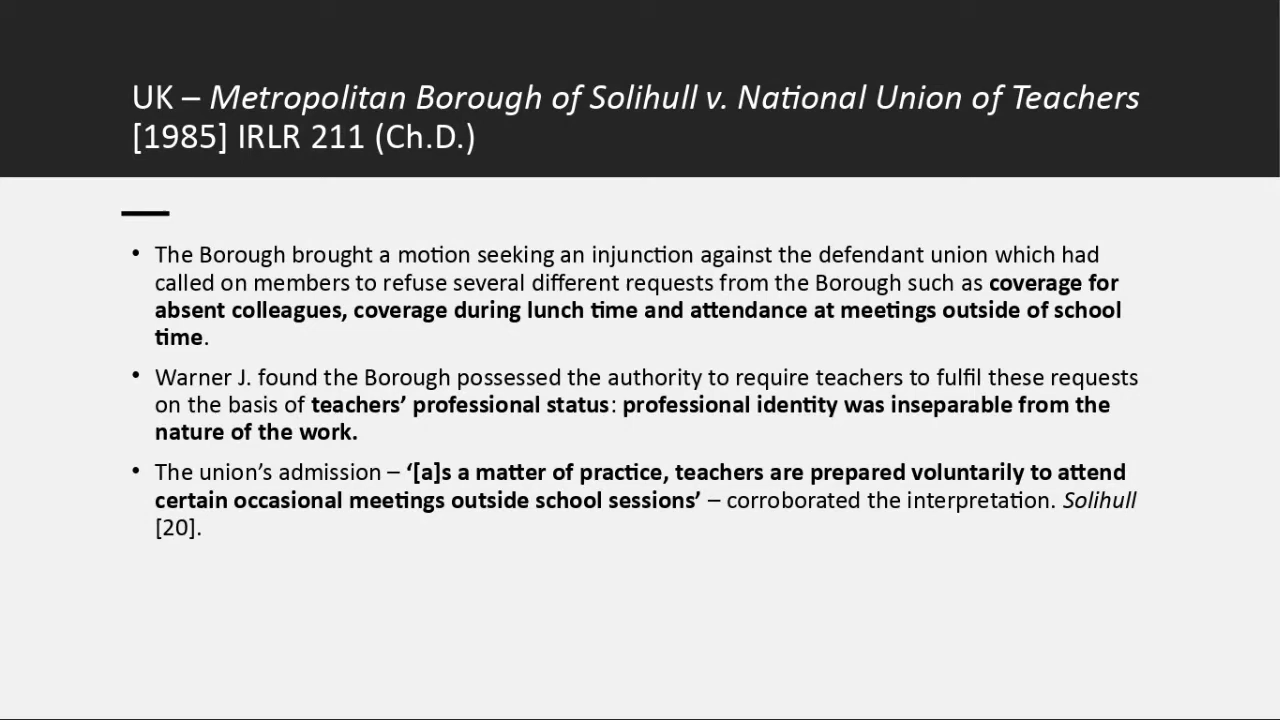 UK – Metropolitan Borough of Solihull v. National Union of Teachers
[1985] IRLR 211 (Ch.D.)
• The Borough brought a motion seeking an injunction against the defendant union which had
called on members to refuse several different requests from the Borough such as coverage for
absent colleagues, coverage during lunch time and attendance at meetings outside of school
time.
• Warner J. found the Borough possessed the authority to require teachers to fulfil these requests
on the basis of teachers’ professional status: professional identity was inseparable from the
nature of the work.
• The union’s admission – ‘[a]s a matter of practice, teachers are prepared voluntarily to attend
certain occasional meetings outside school sessions’ – corroborated the interpretation. Solihull
[20].